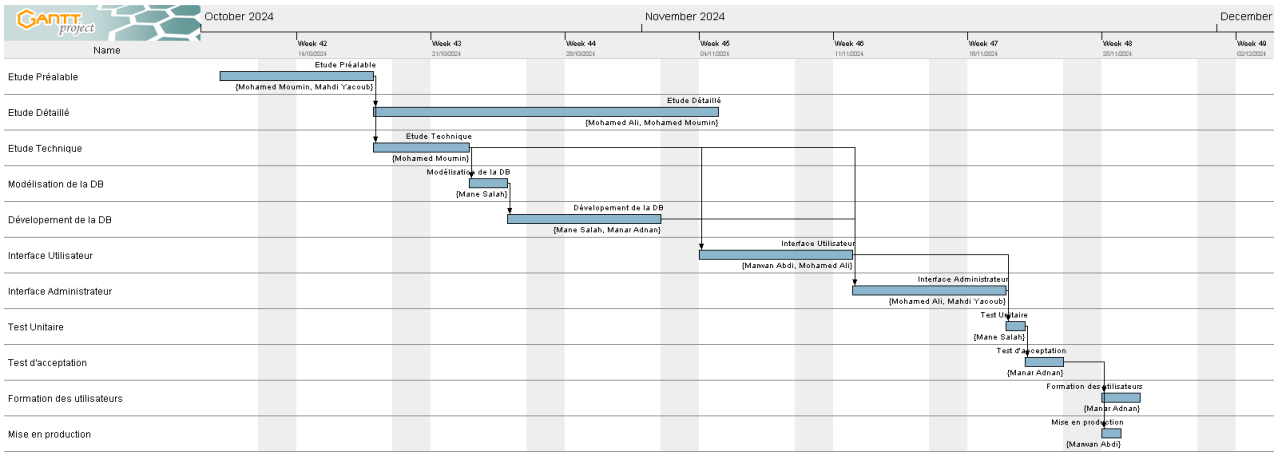 GANTT
project
October 2024
November 2024
December
Name
Week 42
14/10/2024
Week 43
21/10/2024
Week 44
28/10/2024
Week 45
04/11/2024
Week 46
11/11/2024
Week 47
18/11/2024
Week 48
25/11/2024
Week 49
02/12/2024
Etude Préalable
Etude Préalable
{Mohamed Moumin, Mahdi Yacoub}
Etude Détaillé
Etude Détaillé
{Mohamed Ali, Mohamed Moumin}
Etude Technique
Etude Technique
{Mohamed Moumin}
Modélisation de la DB
Modélisation de la DB
{Mane Salah}
Dévelopement de la DB
Dévelopement de la DB
{Mane Salah, Manar Adnan}
Interface Utilisateur
Interface Utilisateur
{Marwan Abdi, Mohamed Ali}
Interface Administrateur
Interface Administrateur
{Mohamed Ali, Mahdi Yacoub}
Test Unitaire
Test Unitaire
{Mane Salah}
Test d'acceptation
Test d'acceptation
{Manar Adnan}
Formation des utilisateurs
Formation des utilisateurs
{Manar Adnan}
Mise en production
Mise en production
{Marwan Abdi}